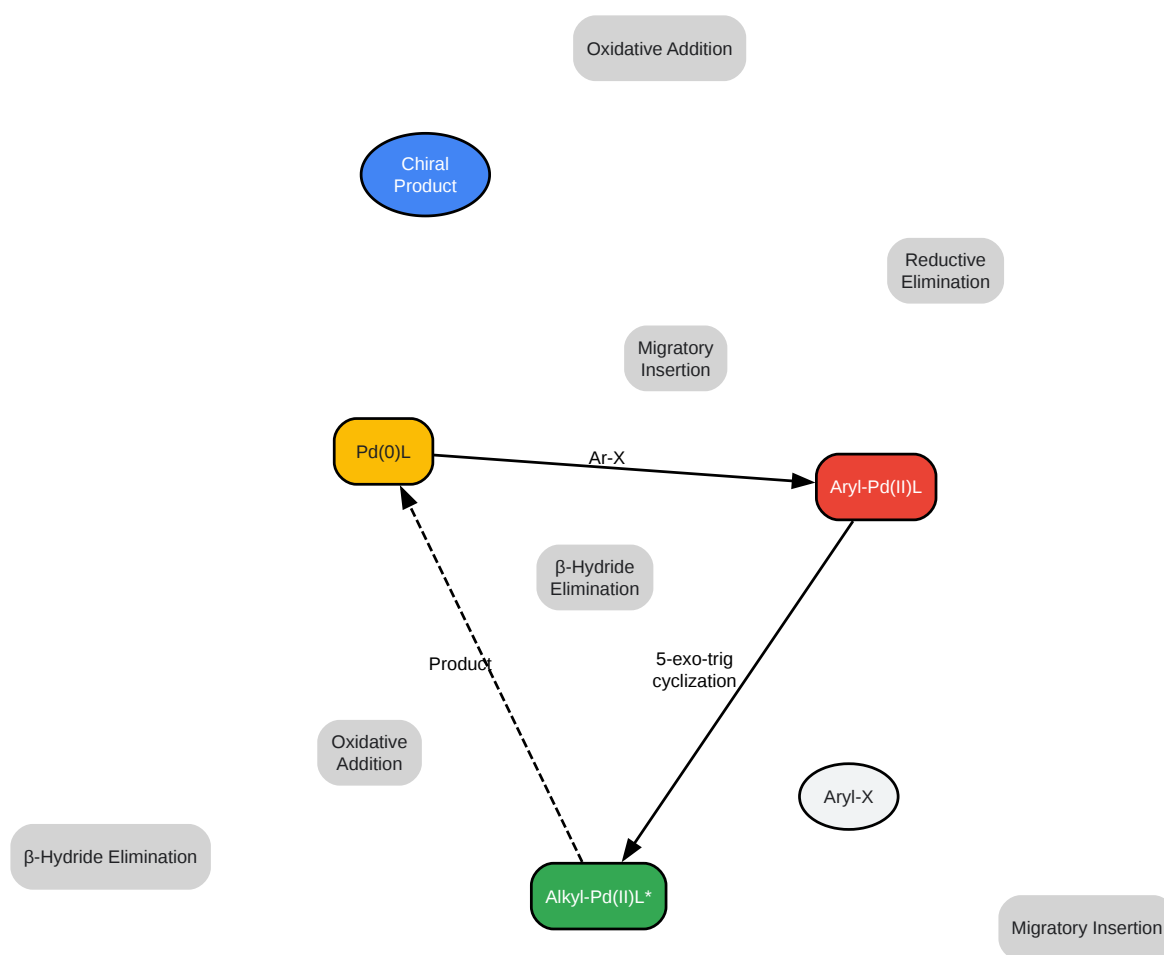 Oxidative Addition
Chiral
Product
Reductive
Elimination
Migratory
Insertion
Pd(0)L
Ar-X
Aryl-Pd(II)L
β-Hydride
Elimination
Product
5-exo-trig
cyclization
Oxidative
Addition
Aryl-X
β-Hydride Elimination
Alkyl-Pd(II)L*
Migratory Insertion